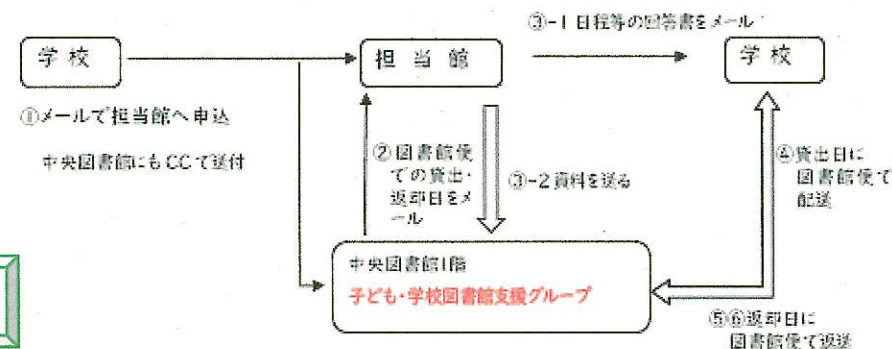 ③-1 日程等の回答書をメール
学校
担当館
学校
①メールで担当館へ申込
中央図書館にもCCで送付
②図書館便
での貸出・
返却日をメ
ール
③-2資料を送る
④貸出日に
図書館便で
配送
中央図書館1階
子ども・学校図書館支援グループ
⑤⑥返却日に
図書館便で返送